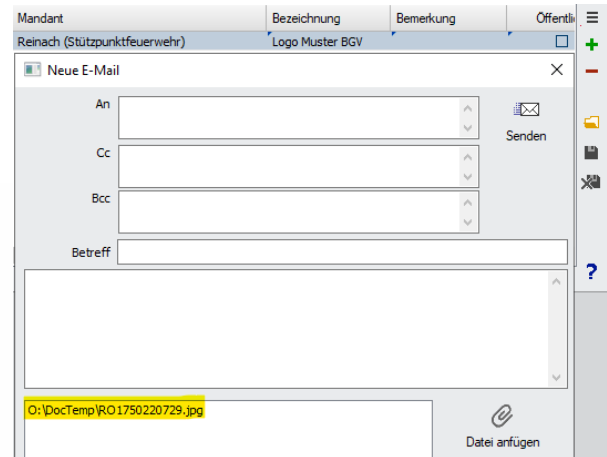 Mandant Bezeichnung Bemerkung Öffentli
Reinach (Stützpunktfeuerwehr) Logo Muster BGV
Neue E-Mail
An
Senden
Cc
Bcc
Betreff
?
O:\DocTemp\RO1750220729.jpg
Datei anfügen